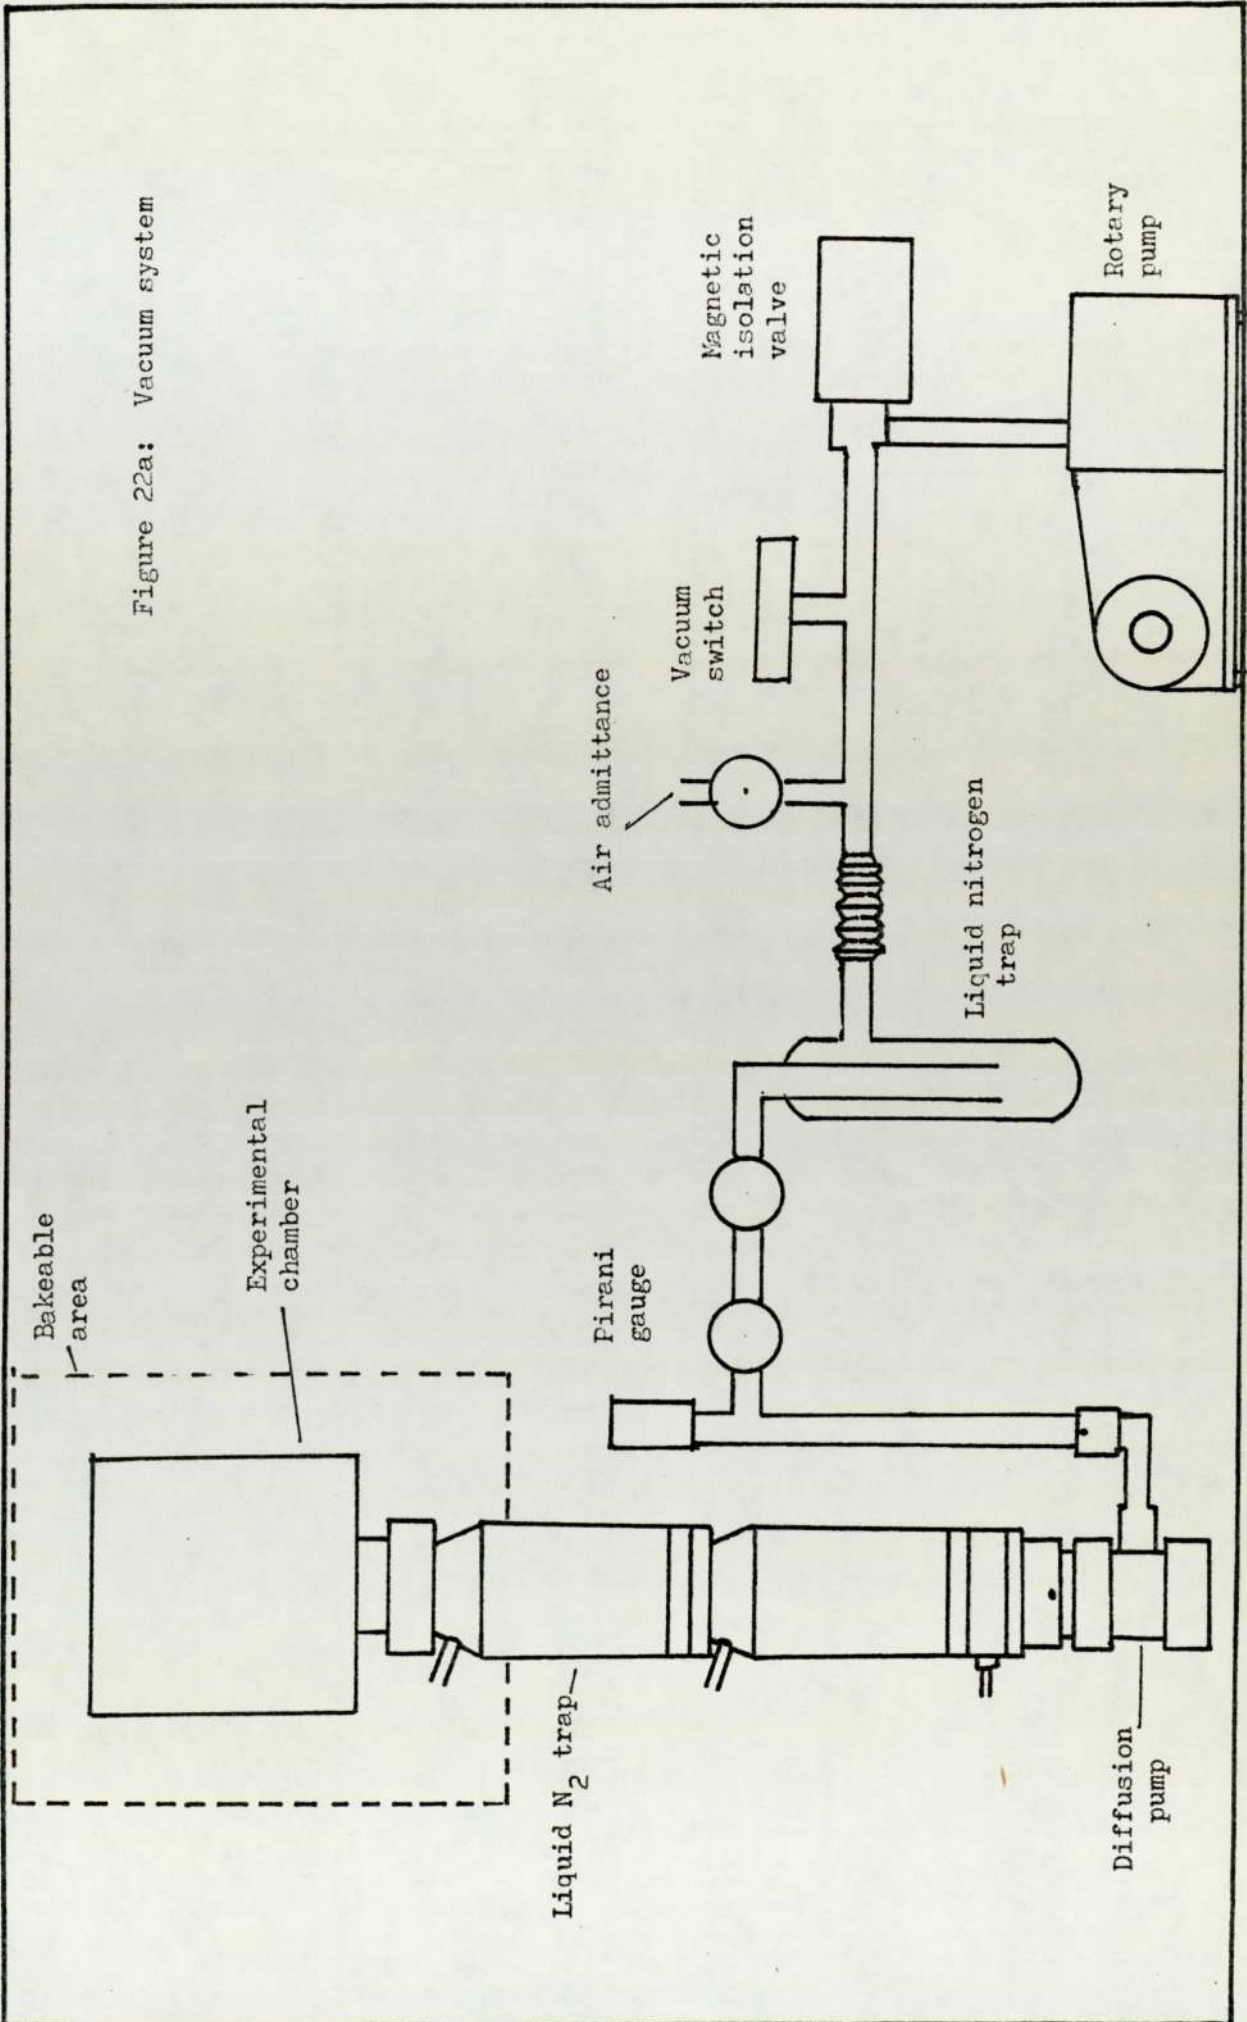 Figure 22a: Vacuum system
Bakeable
area
Experimental
chamber
Liquid N2 trap
Diffusion
pump
Pirani
gauge
Air admittance
Vacuum
switch
Magnetic
isolation
valve
Liquid nitrogen
trap
Rotary
pump